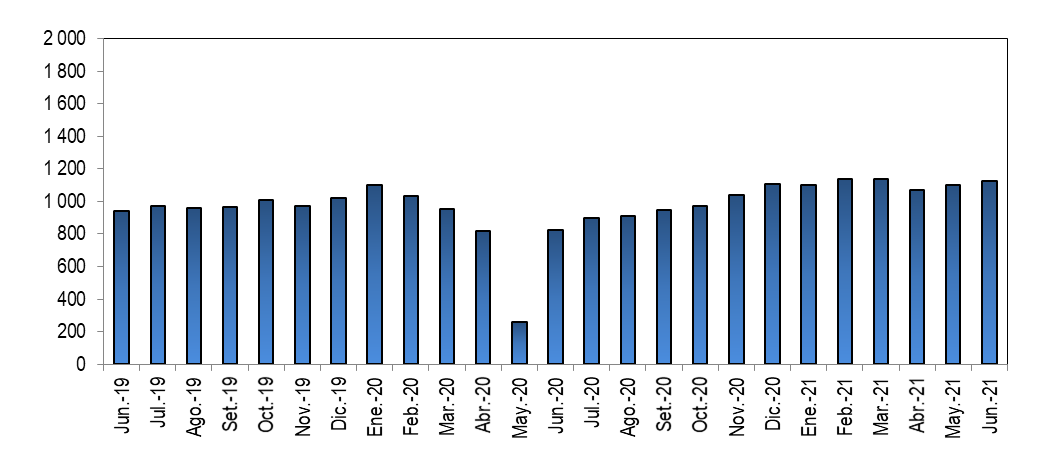 2 000
1 800
1 600
1 400
1 200
1 000
800
600
400
200
0
Jun.-19
Jul.-19
Ago.-19
Set.-19
Oct.-19
Nov.-19
Dic.-19
Ene.-20
Feb.-20
Mar.-20
Abr.-20
May.-20
Jun.-20
Jul.-20
Ago.-20
Set.-20
Oct.-20
Nov.-20
Dic.-20
Ene.-21
Feb.-21
Mar.-21
Abr.-21
May.-21
Jun.-21